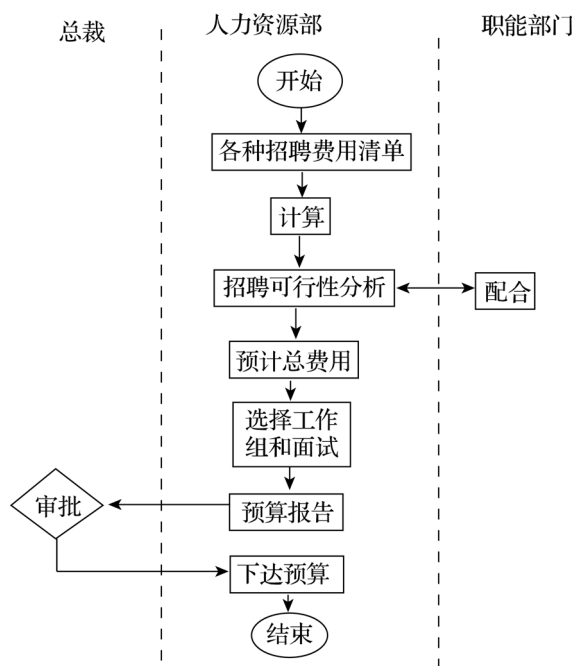 总裁
人力资源部
职能部门
开始
各种招聘费用清单
计算
招聘可行性分析
配合
预计总费用
选择工作
组和面试
审批
预算报告
下达预算
结束